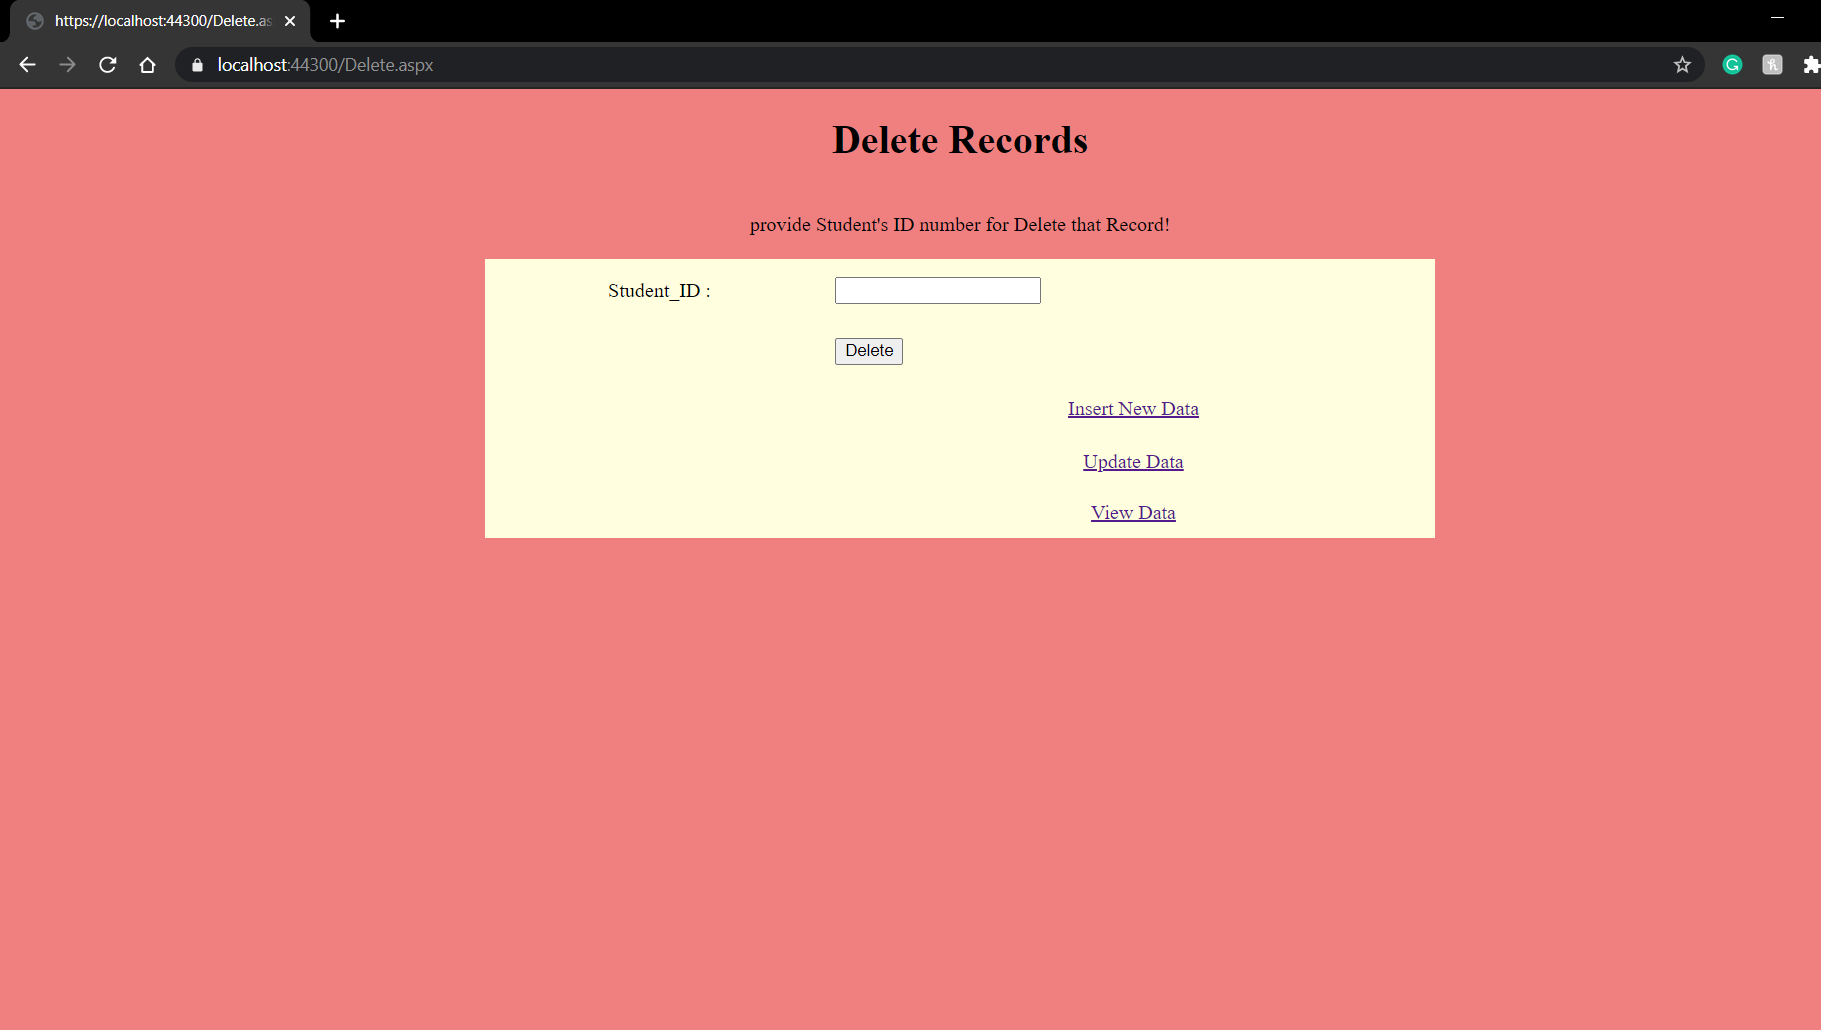 https://localhost:44300/Delete.as
localhost:44300/Delete.aspx
Delete Records
provide Student's ID number for Delete that Record!
Student_ID :
Delete
Insert New Data
Update Data
View Data